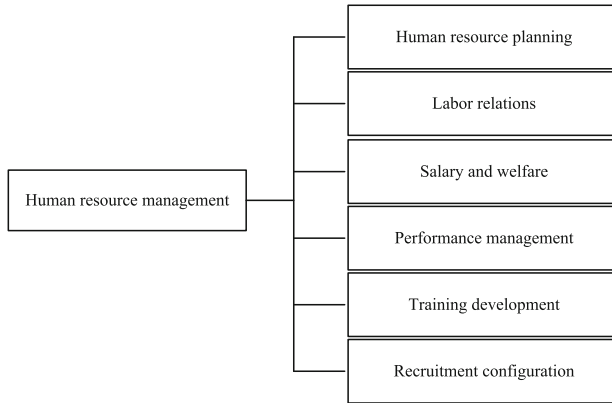 Human resource management
Human resource planning
Labor relations
Salary and welfare
Performance management
Training development
Recruitment configuration